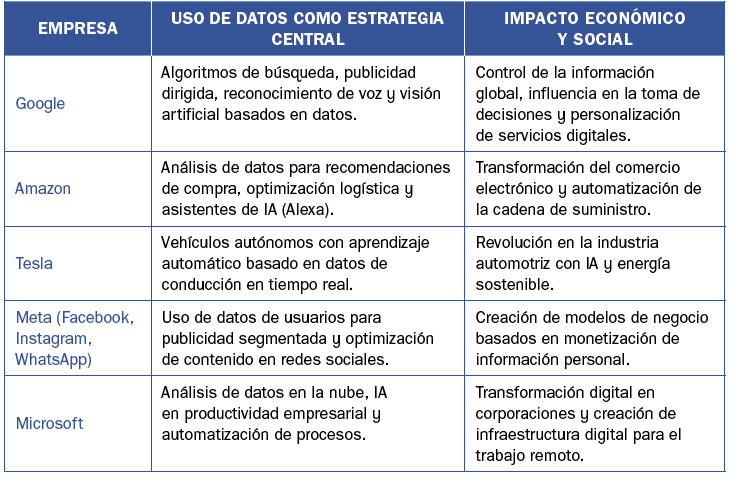 EMPRESA
USO DE DATOS COMO ESTRATEGIA
CENTRAL
IMPACTO ECONÓMICO
Y SOCIAL
Google
Algoritmos de búsqueda, publicidad
dirigida, reconocimiento de voz y visión
artificial basados en datos.
Control de la información
global, influencia en la toma de
decisiones y personalización
de servicios digitales.
Amazon
Análisis de datos para recomendaciones
de compra, optimización logística y
asistentes de IA (Alexa).
Transformación del comercio
electrónico y automatización de
la cadena de suministro.
Tesla
Vehículos autónomos con aprendizaje
automático basado en datos de
conducción en tiempo real.
Revolución en la industria
automotriz con IA y energía
sostenible.
Meta (Facebook,
Instagram,
WhatsApp)
Uso de datos de usuarios para
publicidad segmentada y optimización
de contenido en redes sociales.
Creación de modelos de negocio
basados en monetización de
información personal.
Microsoft
Análisis de datos en la nube, IA
en productividad empresarial y
automatización de procesos.
Transformación digital en
corporaciones y creación de
infraestructura digital para el
trabajo remoto.